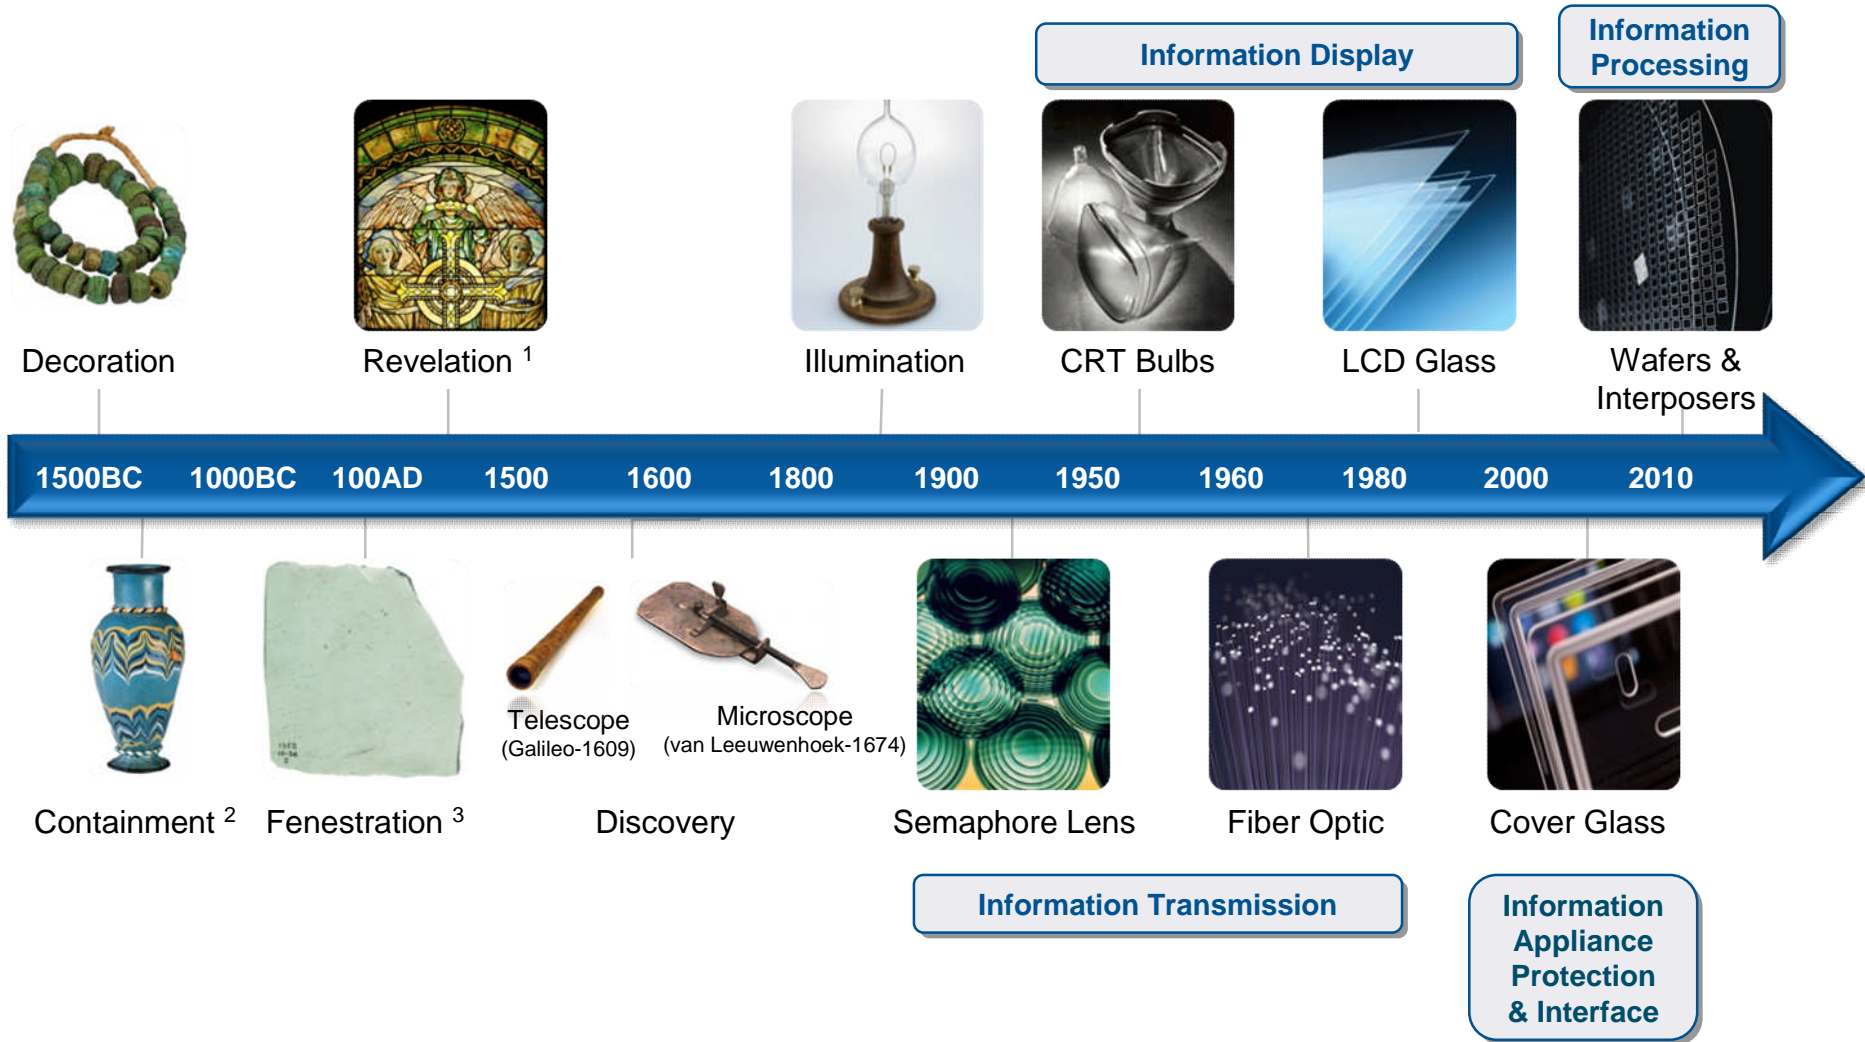 Information Display
Information
Processing
Decoration
Revelation 1
Illumination
CRT Bulbs
LCD Glass
Wafers &
Interposers
1500BC 1000BC 100AD 1500 1600 1800 1900 1950 1960 1980 2000 2010
Telescope
(Galileo-1609)
Microscope
(van Leeuwenhoek-1674)
Containment 2
Fenestration 3
Discovery
Semaphore Lens
Fiber Optic
Cover Glass
Information Transmission
Information
Appliance
Protection
& Interface